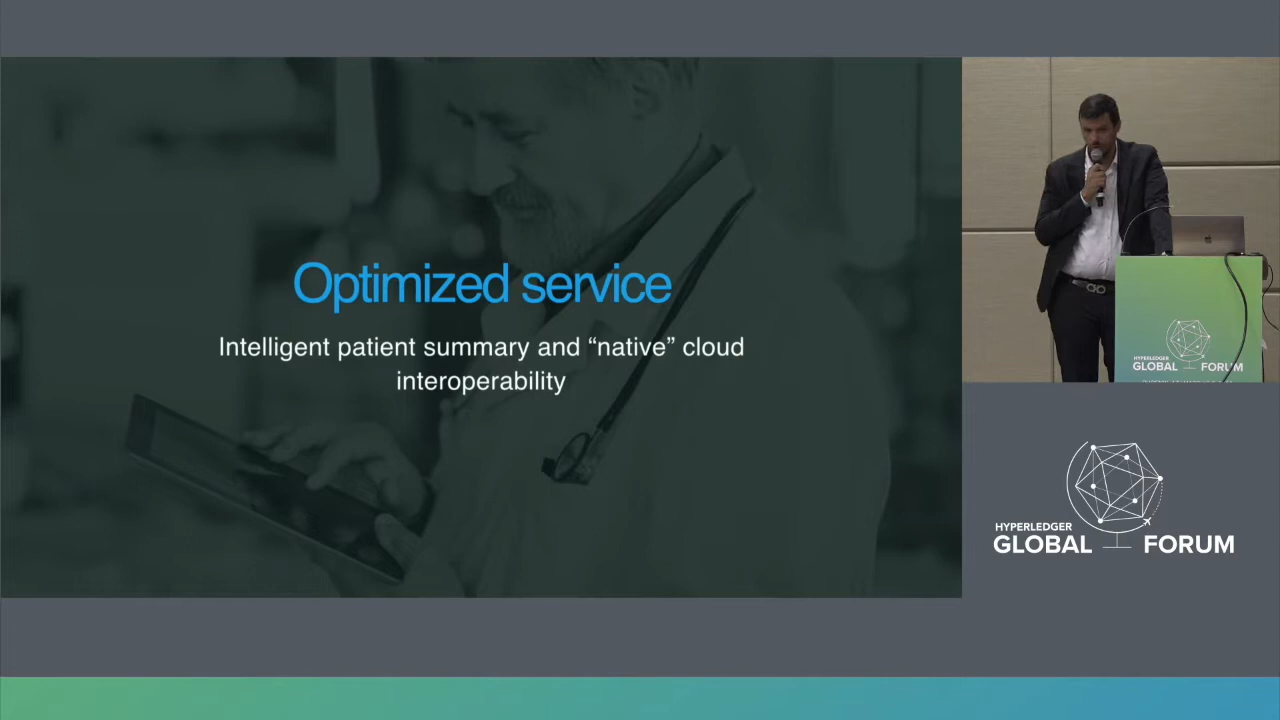 Optimized service
Intelligent patient summary and “native” cloud
interoperability
HYPERLEDGER
GLOBAL FORUM
HYPERLEDGER
GLOBAL FORUM